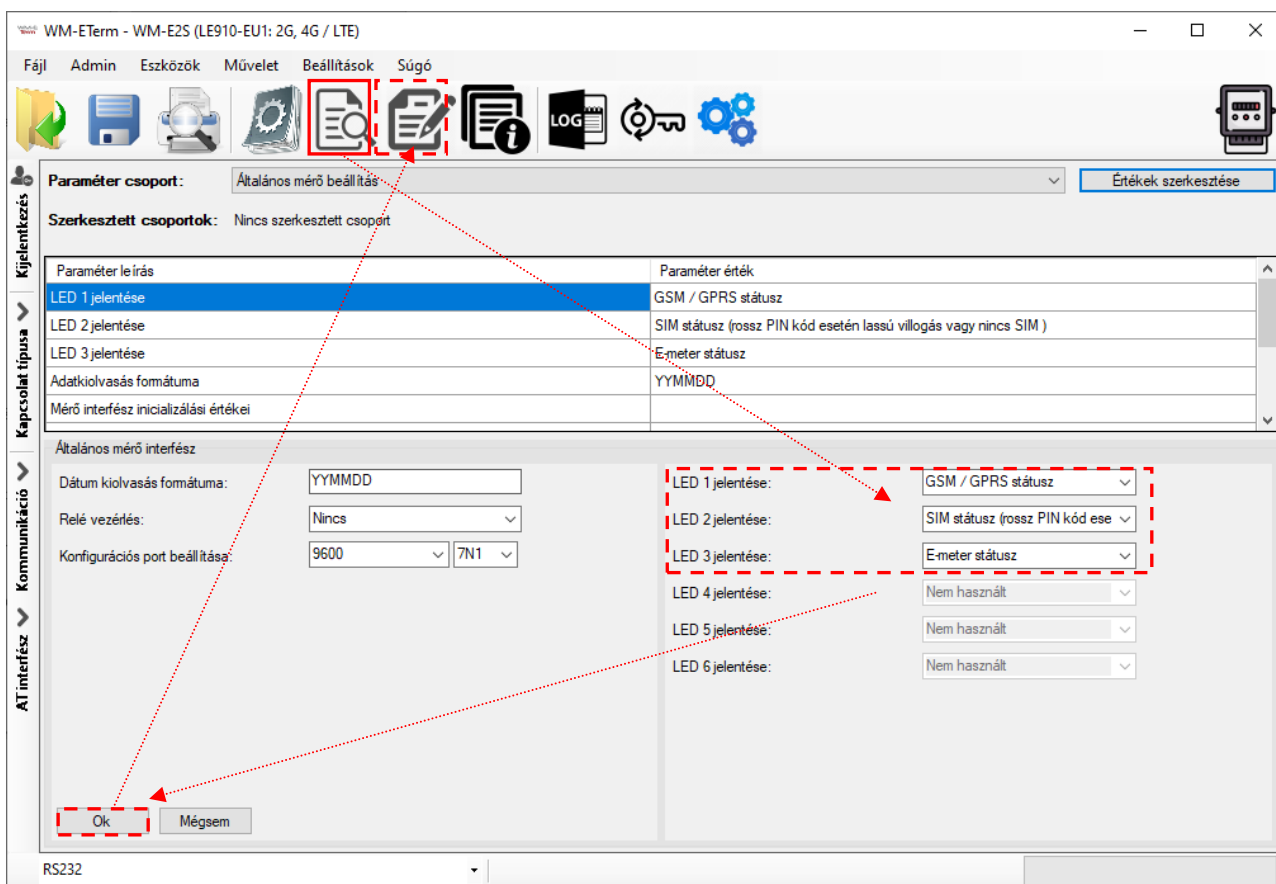 WM-ETerm - WM-E2S (LE910-EU1: 2G, 4G / LTE)
Fájl Admin Eszközök Művelet Beállítások Súgó
LOG
Paraméter csoport: Általános mérő beállítás Értékek szerkesztése
Szerkesztett csoportok: Nincs szerkesztett csoport
Kijelentkezés
Kapcsolat típusa
Kommunikáció
AT interfész
Paraméter leírás Paraméter érték
LED 1 jelentése GSM / GPRS státusz
LED 2 jelentése SIM státusz (rossz PIN kód esetén lassú villogás vagy nincs SIM )
LED 3 jelentése E-meter státusz
Adatkiolvasás formátuma YYMMDD
Mérő interfész inicializálási értékei
Általános mérő interfész
Dátum kiolvasás formátuma: YYMMDD
Relé vezérlés: Nincs
Konfigurációs port beállítása: 9600 7N1
LED 1 jelentése: GSM / GPRS státusz
LED 2 jelentése: SIM státusz (rossz PIN kód ese
LED 3 jelentése: E-meter státusz
LED 4 jelentése: Nem használt
LED 5 jelentése: Nem használt
LED 6 jelentése: Nem használt
Ok Mégsem
RS232